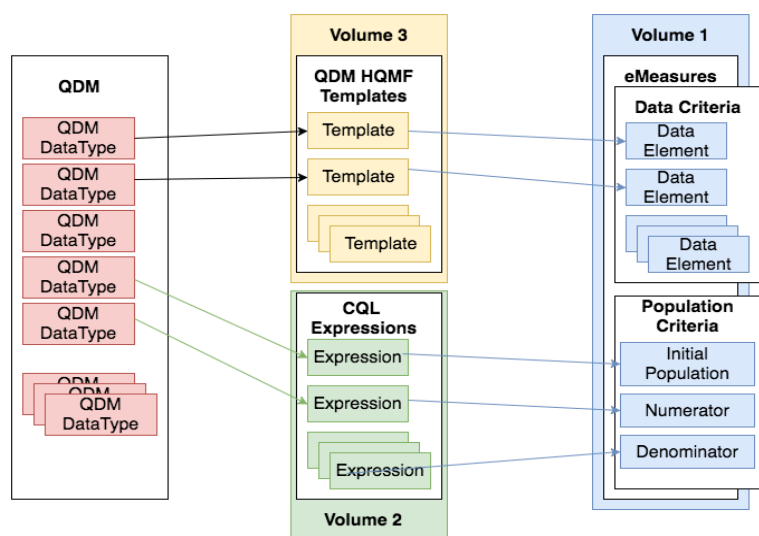 QDM
QDM
DataType
QDM
DataType
QDM
DataType
QDM
DataType
QDM
DataType
QDM
QDM
QDM
DataType
Volume 3
QDM HQMF
Templates
Template
Template
Template
CQL
Expressions
Expression
Expression
Expression
Volume 2
Volume 1
eMeasures
Data Criteria
Data
Element
Data
Element
Data
Element
Population
Criteria
Initial
Population
Numerator
Denominator